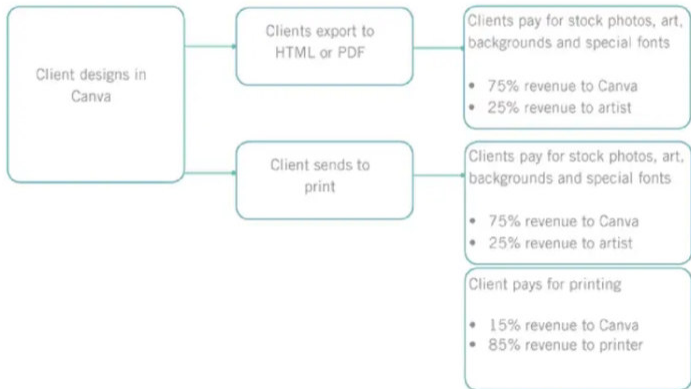 Client designs in
Canva
Clients export to
HTML or PDF
Clients pay for stock photos, art,
backgrounds and special fonts
• 75% revenue to Canva
• 25% revenue to artist
Client sends to
print
Clients pay for stock photos, art,
backgrounds and special fonts
• 75% revenue to Canva
• 25% revenue to artist
Client pays for printing
• 15% revenue to Canva
• 85% revenue to printer